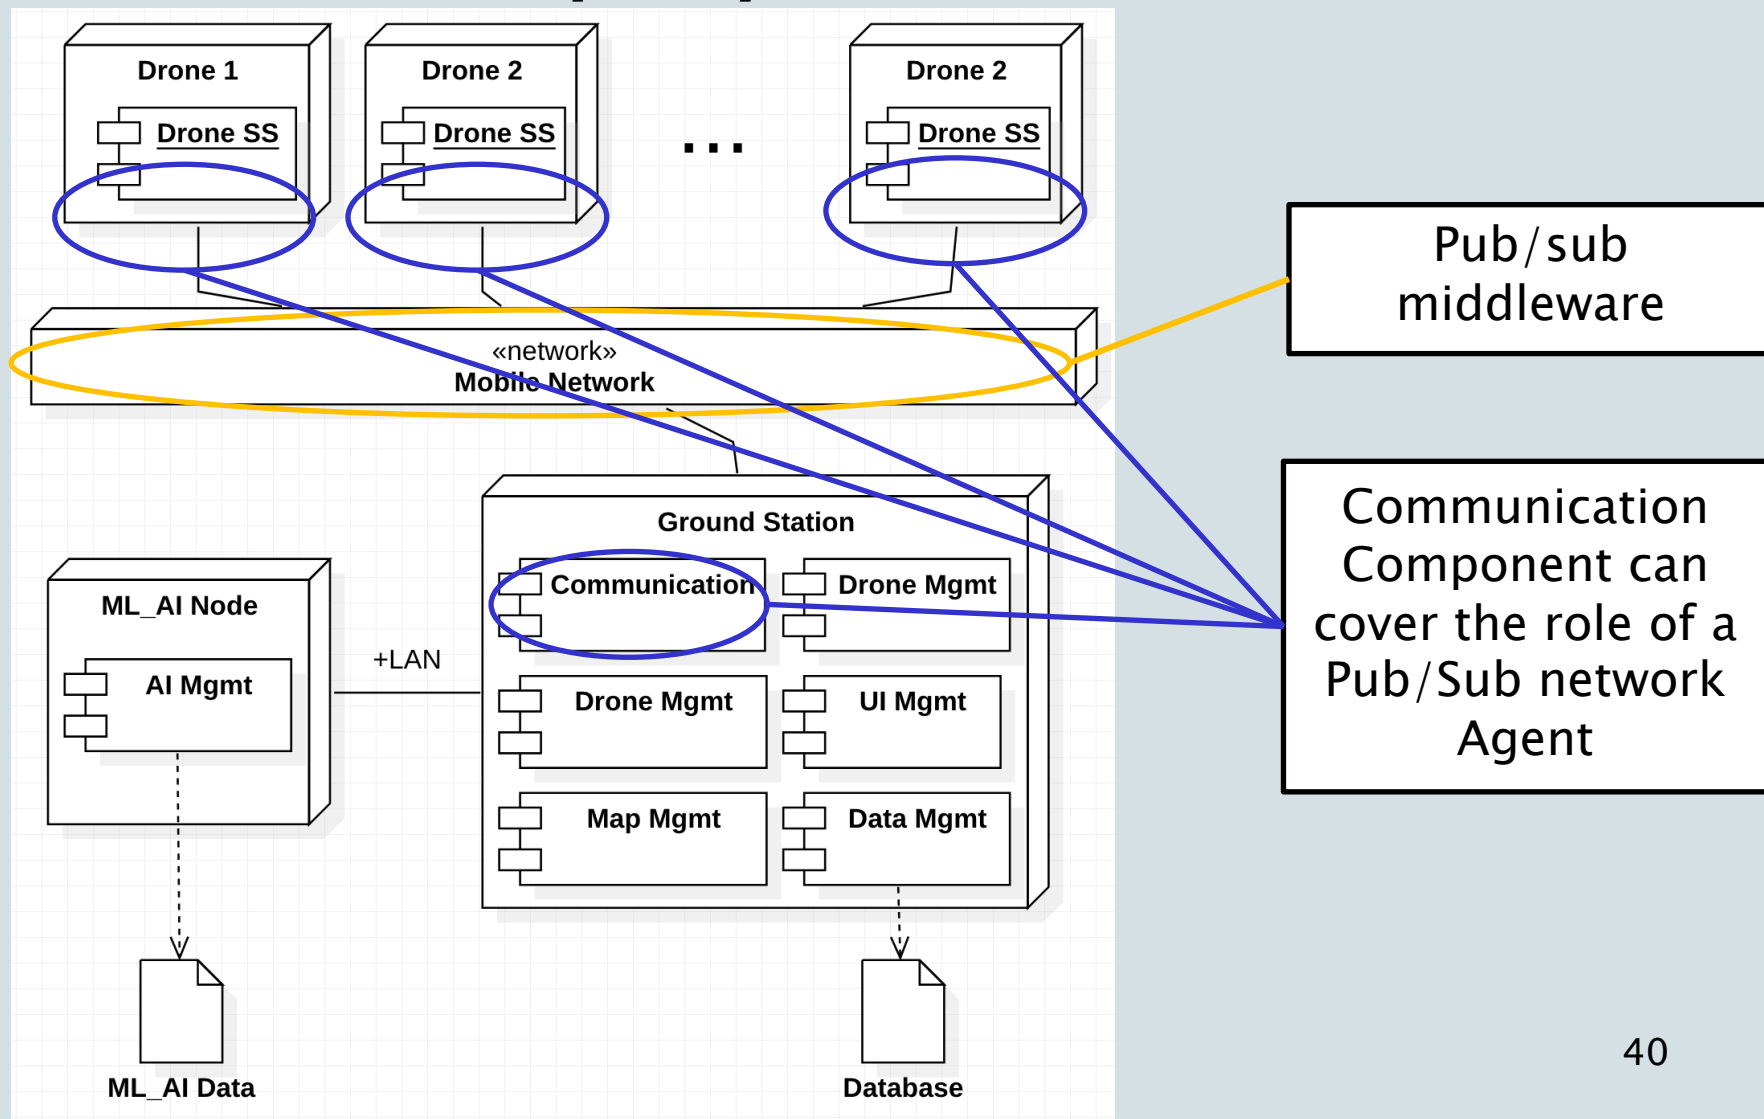 Drone 1
Drone 2
Drone 2
Drone SS
Drone SS
...
Drone SS
Pub/sub
middleware
«network»
Mobile Network
Communication
Component can
cover the role of a
Pub/Sub network
Agent
Ground Station
Communication
Drone Mgmt
ML_AI Node
+LAN
AI Mgmt
Drone Mgmt
UI Mgmt
Map Mgmt
Data Mgmt
ML_AI Data
Database
40